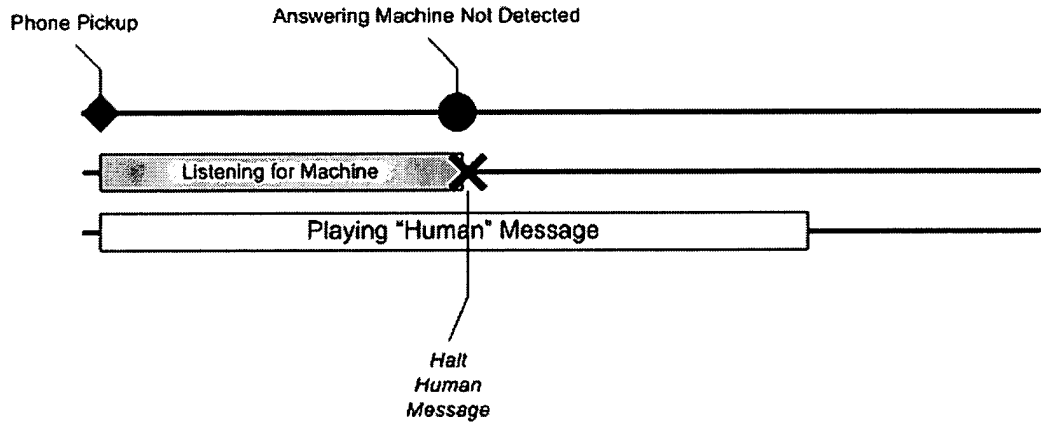 Phone Pickup
Answering Machine Not Detected
Listening for Machine
Playing "Human" Message
Halt
Human
Message